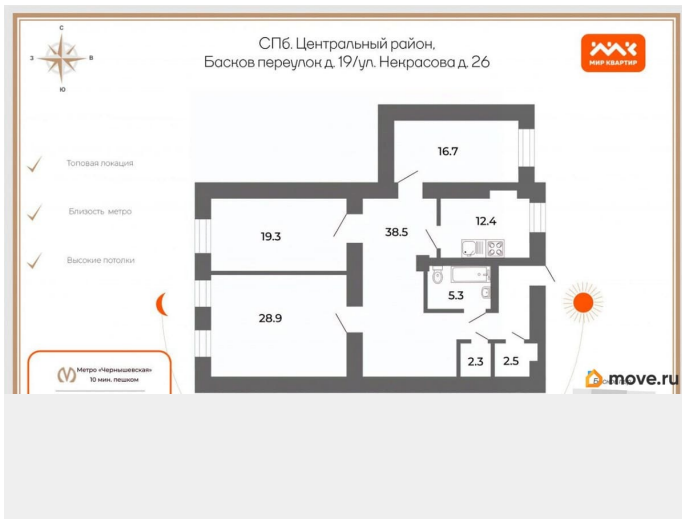 СПб. Центральный район,
Басков переулок д. 19/ул. Некрасова д. 26
МИР КВАРТИР
С
З
В
Ю
Топовая локация
Близость метро
Высокие потолки
16.7
19.3
38.5
12.4
28.9
5.3
2.3
2.5
Метро «Чернышевская»
10 мин. пешком
move.ru